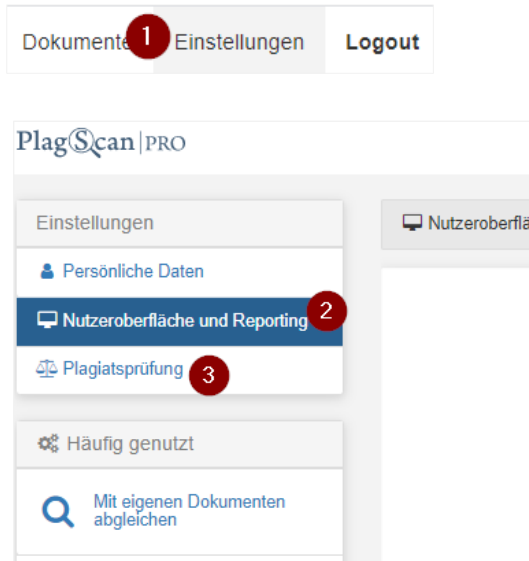 Dokumente 1 Einstellungen Logout
PlagScan|PRO
Einstellungen
Persönliche Daten
Nutzeroberfläche und Reporting 2
Plagiatsprüfung 3
Häufig genutzt
Mit eigenen Dokumenten
abgleichen